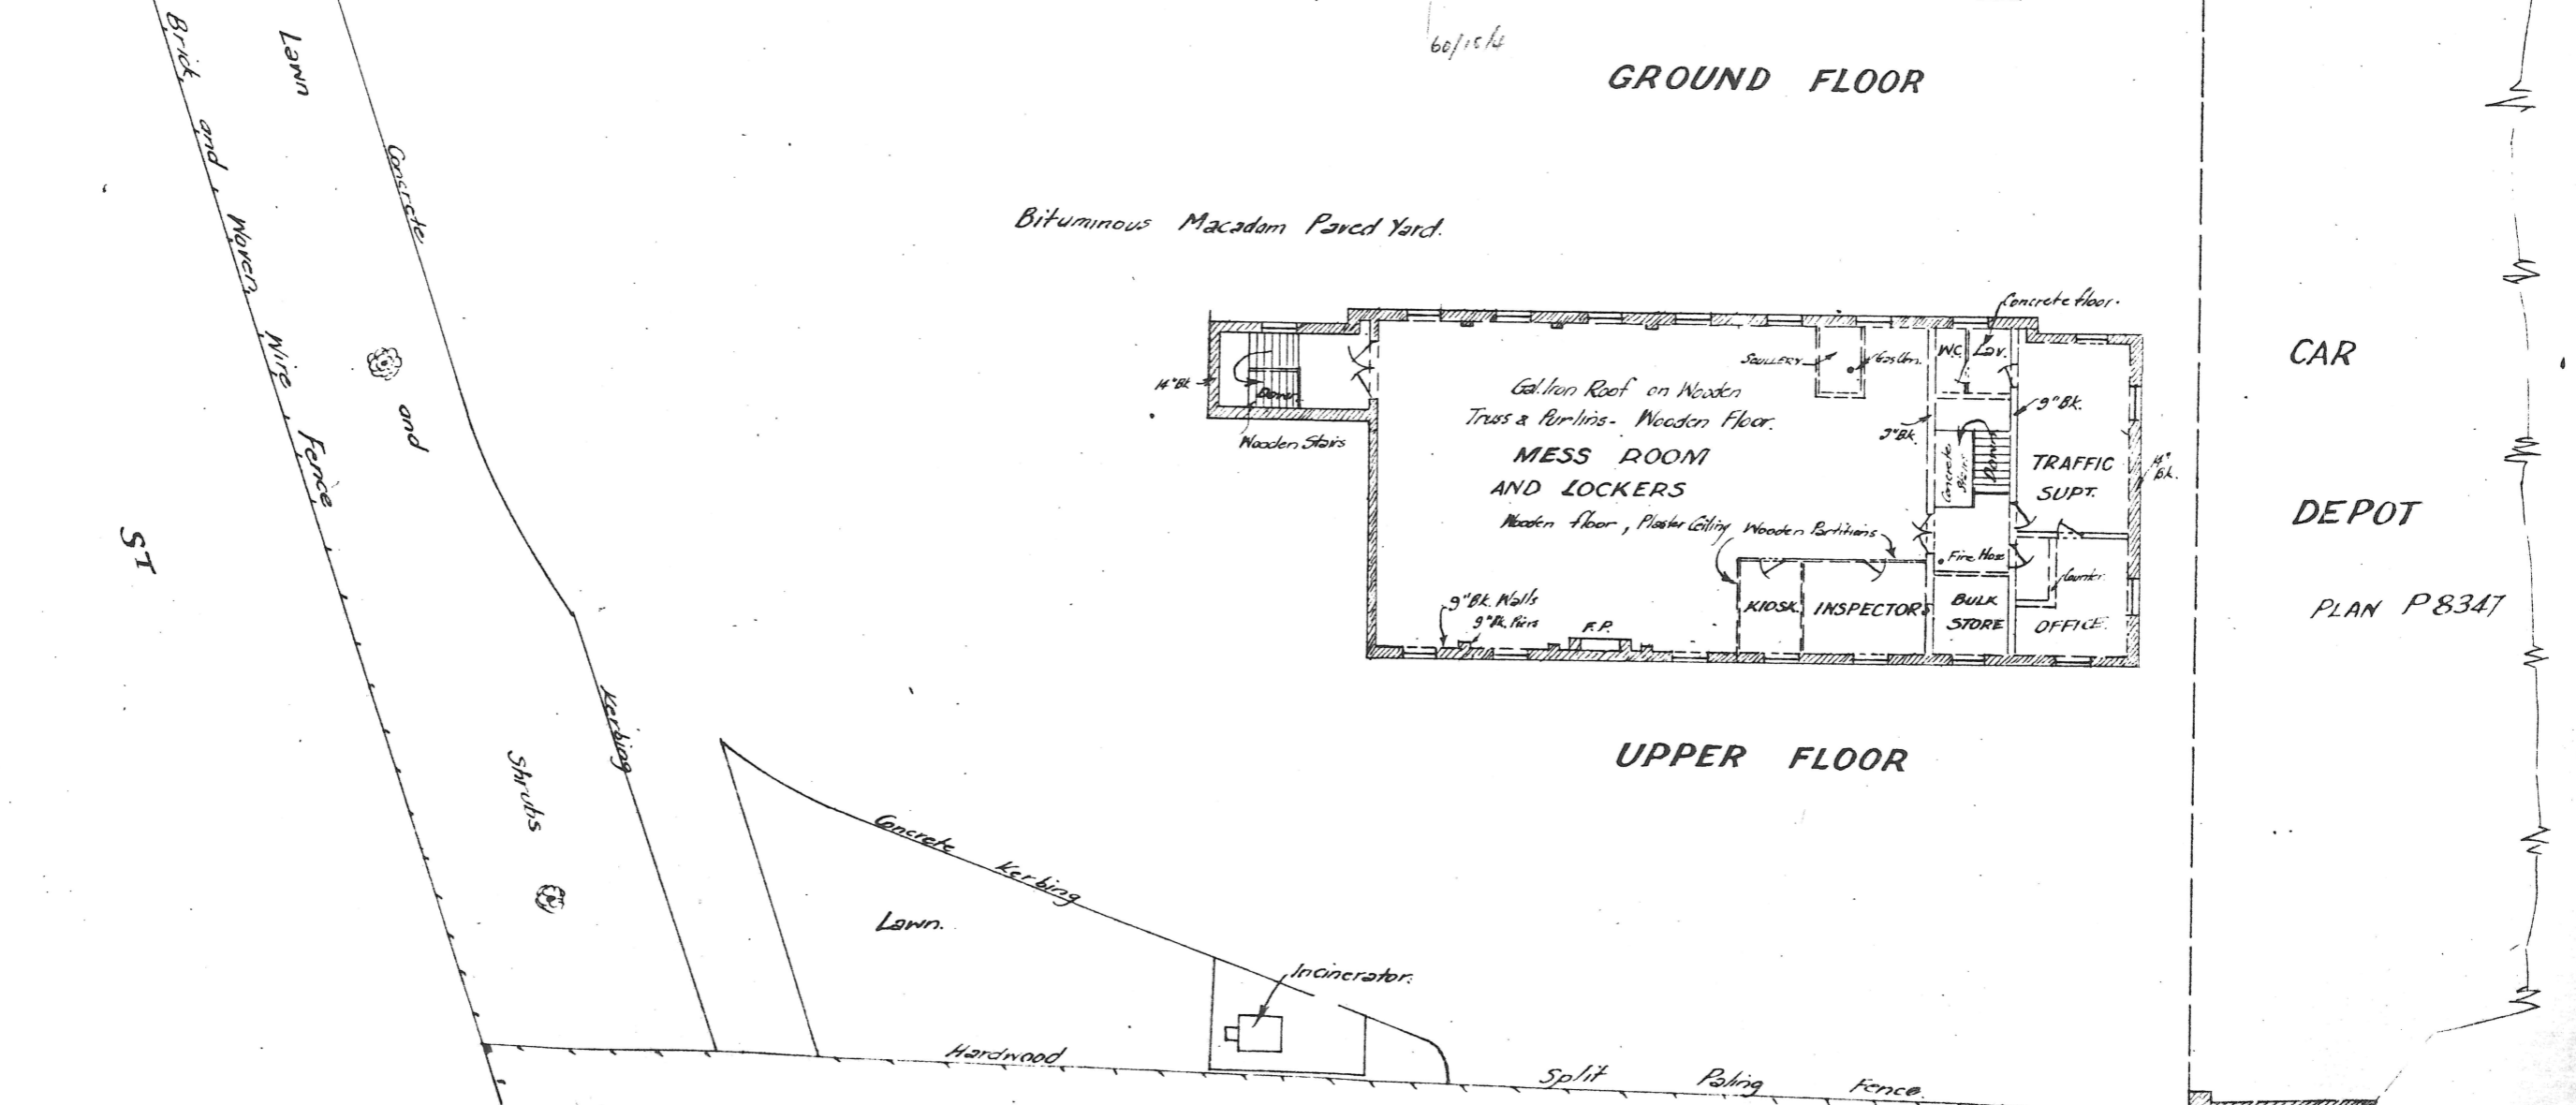 60/15/4
GROUND FLOOR
Brick and Woven Wire Fence
Lawn and Shrubs
Concrete Kerbing
ST
Bituminous Macadam Paved Yard.
Concrete floor.
14" Bk
Down
Wooden Stairs
SCULLERY
W.C.
Lav.
Gal. Iron Roof on Wooden
Truss & Purlins - Wooden Floor.
MESS ROOM
AND LOCKERS
Wooden floor, Plaster Ceiling
Wooden Partitions
9" Bk.
9" Bk.
Concrete Stairs
Down
TRAFFIC
SUPT.
14"
Bk.
Fire Hose
Counter
9" Bk. Walls
9" Bk. Piers
F.P.
KIOSK
INSPECTORS
BULK
STORE
OFFICE
UPPER FLOOR
CAR
DEPOT
PLAN P8347
Concrete Kerbing
Lawn.
Incinerator.
Hardwood Split Paling Fence.